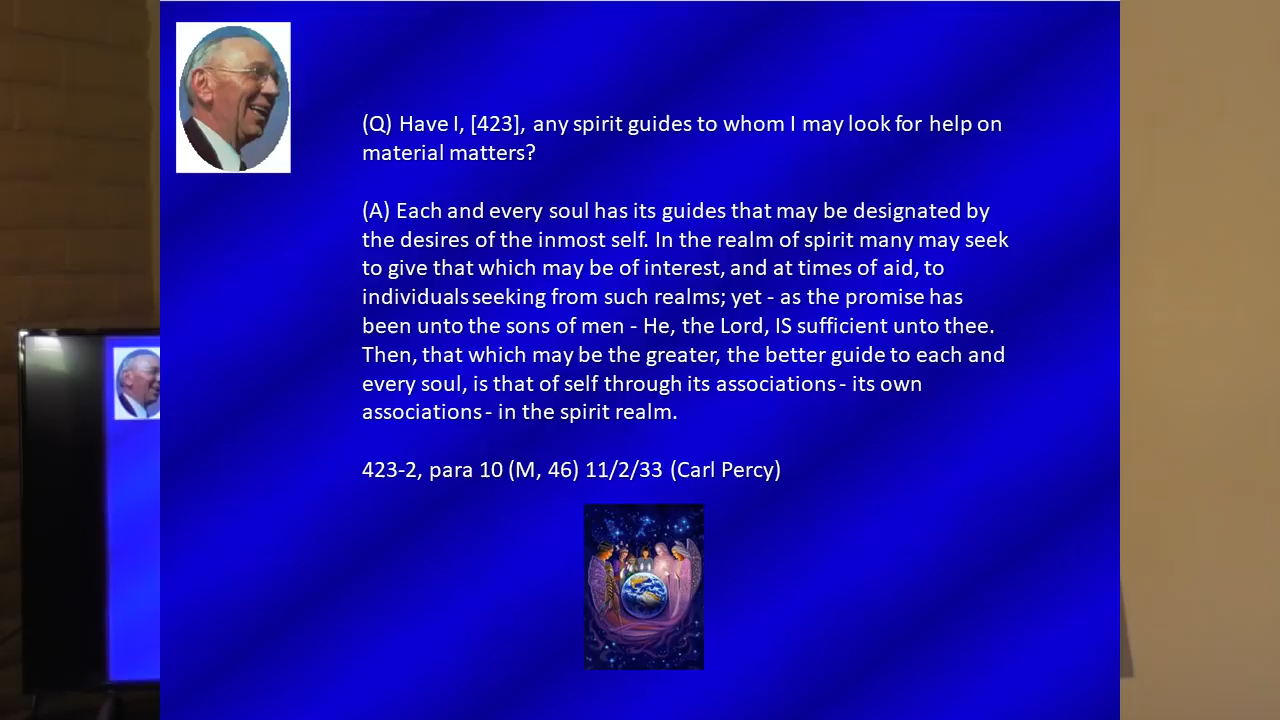 (Q) Have I, [423], any spirit guides to whom I may look for help on
material matters?
(A) Each and every soul has its guides that may be designated by
the desires of the inmost self. In the realm of spirit many may seek
to give that which may be of interest, and at times of aid, to
individuals seeking from such realms; yet - as the promise has
been unto the sons of men - He, the Lord, IS sufficient unto thee.
Then, that which may be the greater, the better guide to each and
every soul, is that of self through its associations - its own
associations - in the spirit realm.
423-2, para 10 (M, 46) 11/2/33 (Carl Percy)